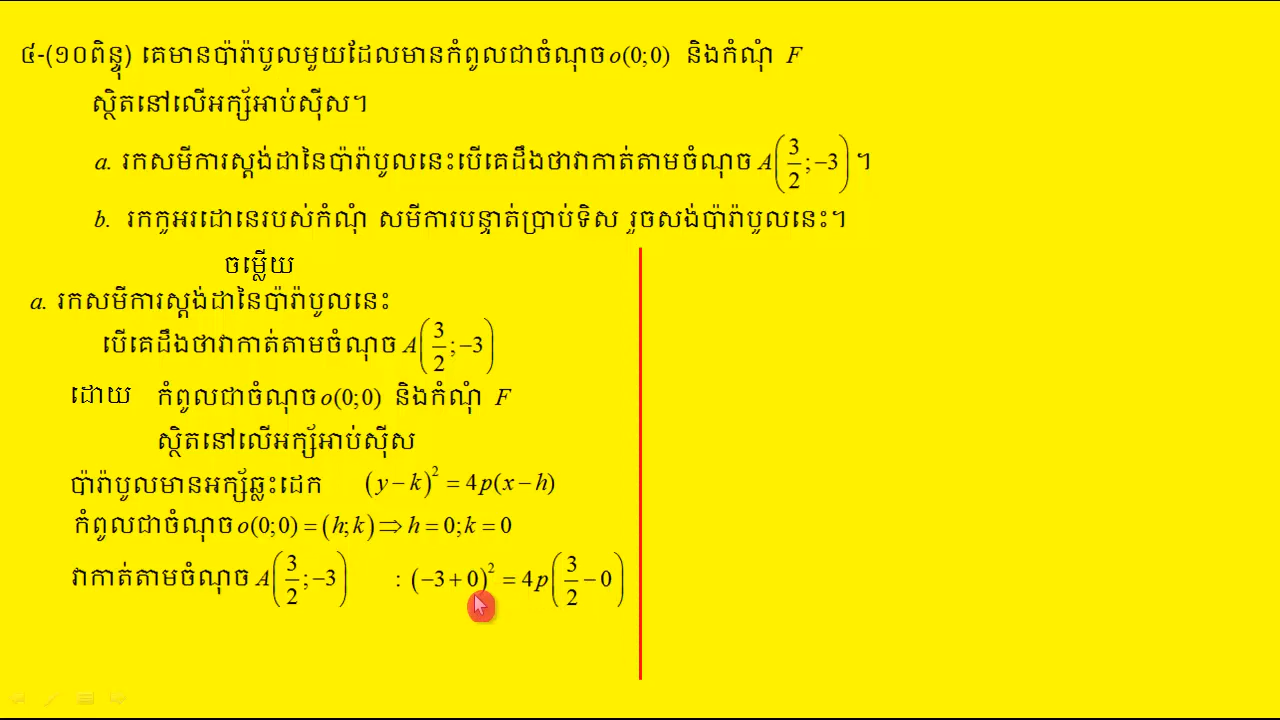 ៤-(១០ពិន្ទុ) គេមានប៉ារ៉ាបូលមួយដែលមានកំពូលជាចំណុច o(0;0) និងកំណុំ F
ស្ថិតនៅលើអក្ស័អាប់ស៊ីស។
a. រកសមីការស្តង់ដានៃប៉ារ៉ាបូលនេះបើគេដឹងថាវាកាត់តាមចំណុច A(3/2;−3)។
b. រកកូអរដោនេរបស់កំណុំ សមីការបន្ទាត់ប្រាប់ទិស រួចសង់ប៉ារ៉ាបូលនេះ។
ចម្លើយ
a. រកសមីការស្តង់ដានៃប៉ារ៉ាបូលនេះ
បើគេដឹងថាវាកាត់តាមចំណុច A(3/2;−3)
ដោយ កំពូលជាចំណុច o(0;0) និងកំណុំ F
ស្ថិតនៅលើអក្ស័អាប់ស៊ីស
ប៉ារ៉ាបូលមានអក្ស័ឆ្លុះដេក (y−k)² = 4p(x−h)
កំពូលជាចំណុច o(0;0) = (h;k) ⇒ h = 0; k = 0
វាកាត់តាមចំណុច A(3/2;−3) : (−3+0)² = 4p(3/2−0)